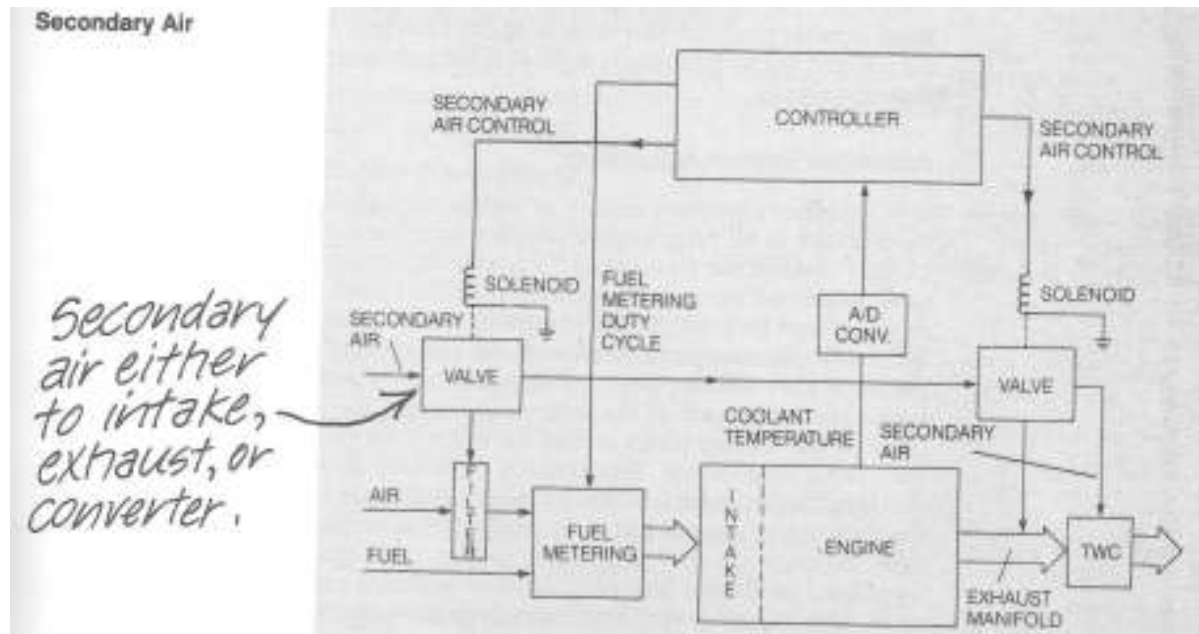 Secondary Air
CONTROLLER
SECONDARY
AIR CONTROL
SECONDARY
AIR CONTROL
SOLENOID
FUEL
METERING
DUTY
CYCLE
A/D
CONV.
SOLENOID
SECONDARY
AIR
VALVE
VALVE
Secondary
air either
to intake,
exhaust, or
converter.
COOLANT
TEMPERATURE
SECONDARY
AIR
AIR
FILTER
FUEL
FUEL
METERING
INTAKE
ENGINE
TWC
EXHAUST
MANIFOLD